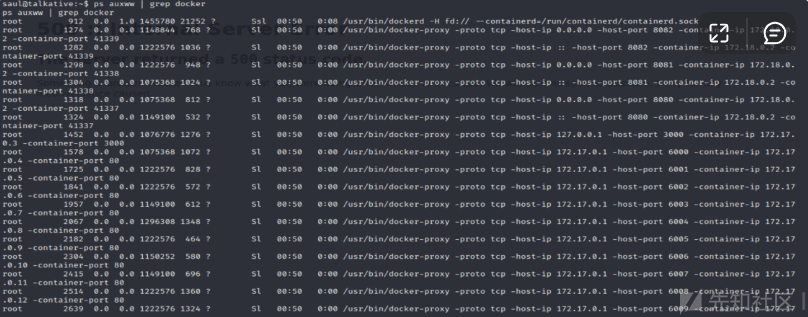 saul@talkative:~$ ps auxww | grep docker
ps auxww | grep docker
root 912 0.0 1.0 1455780 21252 ? Ssl 00:50 0:08 /usr/bin/dockerd -H fd:// --containerd=/run/containerd/containerd.sock
root 1274 0.0 0.0 1148844 768 ? Sl 00:50 0:00 /usr/bin/docker-proxy -proto tcp -host-ip 0.0.0.0 -host-port 8082 -container-ip 172.18.0.
2 -container-port 41339
root 1282 0.0 0.0 1222576 1036 ? Sl 00:50 0:00 /usr/bin/docker-proxy -proto tcp -host-ip :: -host-port 8082 -container-ip 172.18.0.2 -co
ntainer-port 41339
root 1298 0.0 0.0 1222576 948 ? Sl 00:50 0:00 /usr/bin/docker-proxy -proto tcp -host-ip 0.0.0.0 -host-port 8081 -container-ip 172.18.0.
2 -container-port 41338
root 1304 0.0 0.0 1075368 1024 ? Sl 00:50 0:00 /usr/bin/docker-proxy -proto tcp -host-ip :: -host-port 8081 -container-ip 172.18.0.2 -co
ntainer-port 41338
root 1318 0.0 0.0 1075368 812 ? Sl 00:50 0:00 /usr/bin/docker-proxy -proto tcp -host-ip 0.0.0.0 -host-port 8080 -container-ip 172.18.0.
2 -container-port 41337
root 1324 0.0 0.0 1149100 532 ? Sl 00:50 0:00 /usr/bin/docker-proxy -proto tcp -host-ip :: -host-port 8080 -container-ip 172.18.0.2 -co
ntainer-port 41337
root 1452 0.0 0.0 1076776 1276 ? Sl 00:50 0:00 /usr/bin/docker-proxy -proto tcp -host-ip 127.0.0.1 -host-port 3000 -container-ip 172.17.
0.3 -container-port 3000
root 1578 0.0 0.0 1075368 1072 ? Sl 00:50 0:00 /usr/bin/docker-proxy -proto tcp -host-ip 172.17.0.1 -host-port 6000 -container-ip 172.17
.0.4 -container-port 80
root 1725 0.0 0.0 1222576 828 ? Sl 00:50 0:00 /usr/bin/docker-proxy -proto tcp -host-ip 172.17.0.1 -host-port 6001 -container-ip 172.17
.0.5 -container-port 80
root 1841 0.0 0.0 1222576 572 ? Sl 00:50 0:00 /usr/bin/docker-proxy -proto tcp -host-ip 172.17.0.1 -host-port 6002 -container-ip 172.17
.0.6 -container-port 80
root 1957 0.0 0.0 1149100 612 ? Sl 00:50 0:00 /usr/bin/docker-proxy -proto tcp -host-ip 172.17.0.1 -host-port 6003 -container-ip 172.17
.0.7 -container-port 80
root 2067 0.0 0.0 1296308 1348 ? Sl 00:50 0:00 /usr/bin/docker-proxy -proto tcp -host-ip 172.17.0.1 -host-port 6004 -container-ip 172.17
.0.8 -container-port 80
root 2182 0.0 0.0 1222576 464 ? Sl 00:50 0:00 /usr/bin/docker-proxy -proto tcp -host-ip 172.17.0.1 -host-port 6005 -container-ip 172.17
.0.9 -container-port 80
root 2304 0.0 0.0 1150252 580 ? Sl 00:50 0:00 /usr/bin/docker-proxy -proto tcp -host-ip 172.17.0.1 -host-port 6006 -container-ip 172.17
.0.10 -container-port 80
root 2415 0.0 0.0 1149100 696 ? Sl 00:50 0:00 /usr/bin/docker-proxy -proto tcp -host-ip 172.17.0.1 -host-port 6007 -container-ip 172.17
.0.11 -container-port 80
root 2514 0.0 0.0 1222576 1360 ? Sl 00:50 0:00 /usr/bin/docker-proxy -proto tcp -host-ip 172.17.0.1 -host-port 6008 -container-ip 172.17
.0.12 -container-port 80
root 2639 0.0 0.0 1222576 1324 ? Sl 00:50 0:00 /usr/bin/docker-proxy -proto tcp -host-ip 172.17.0.1 -host-port 6009 -container-ip 172.17
先知社区